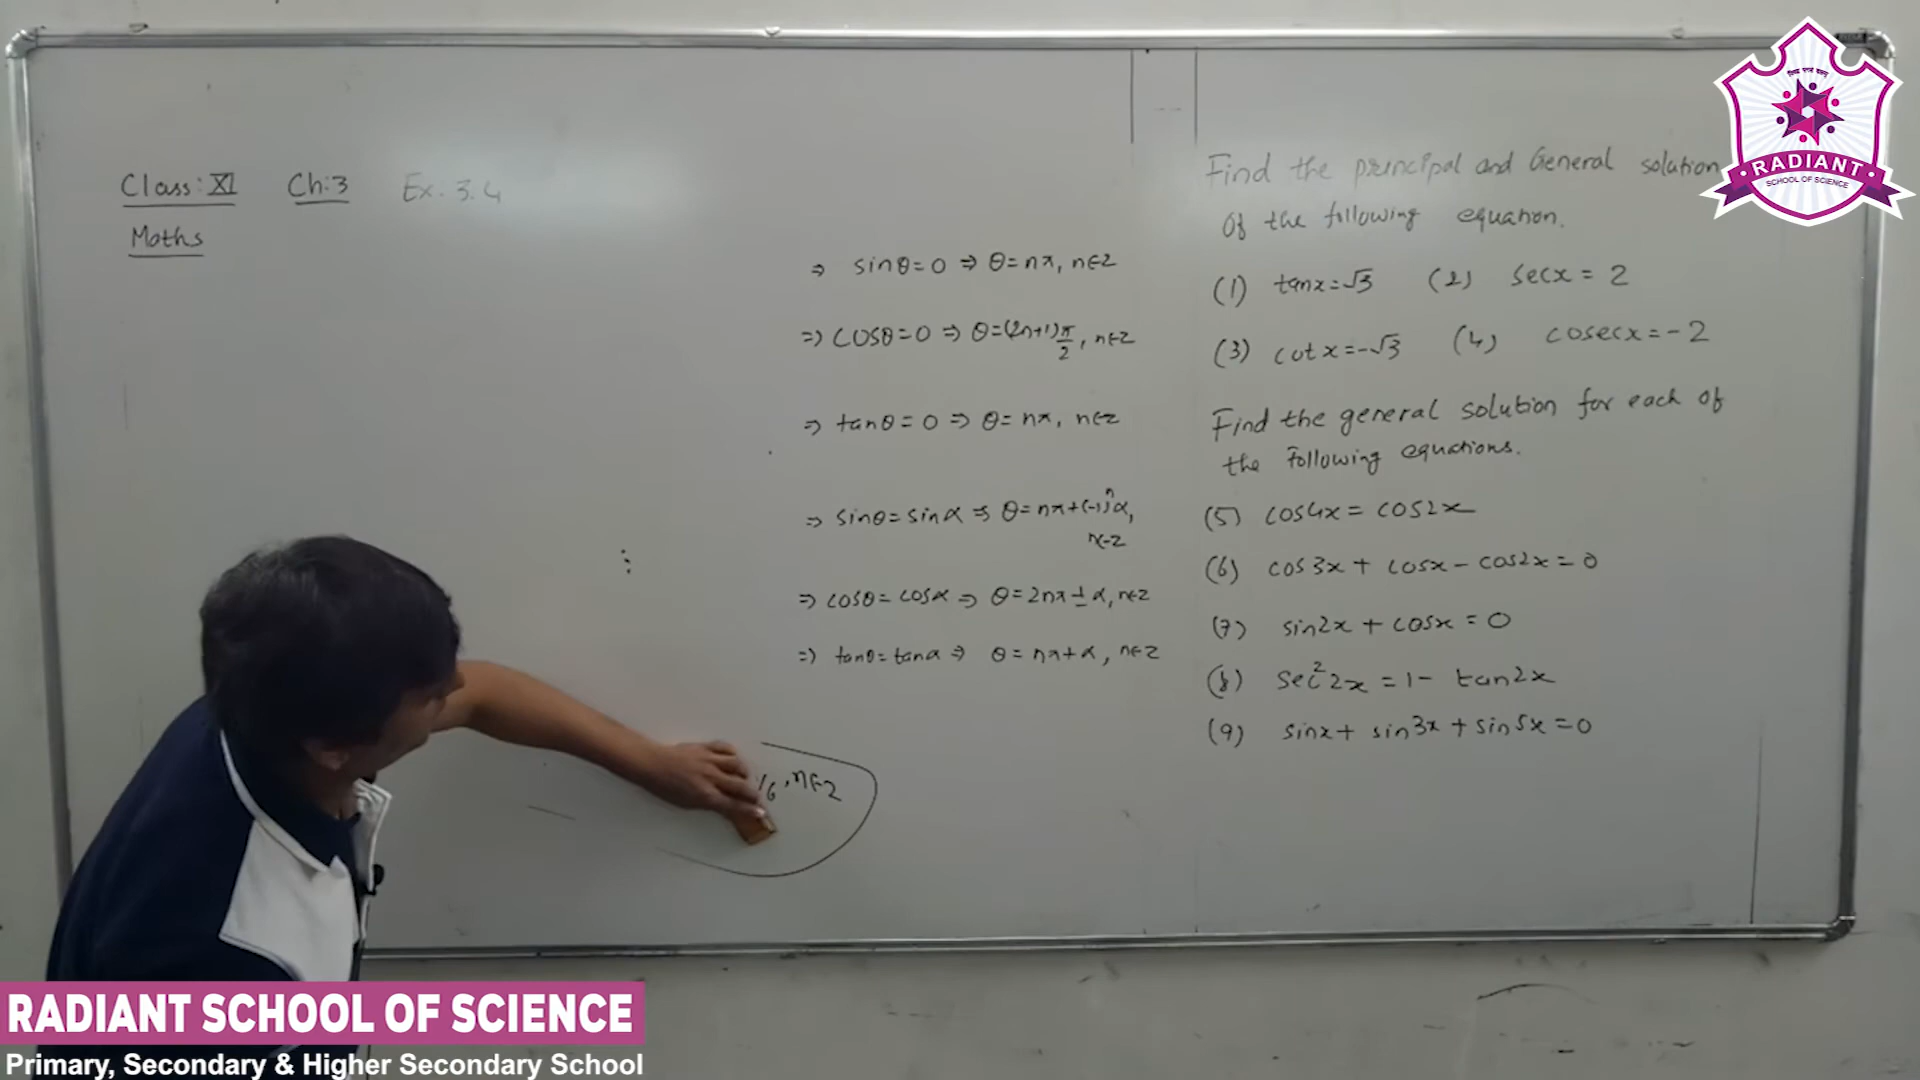 Class: XI Ch:3 Ex. 3.4
Maths
⇒ sinθ=0 ⇒ θ=nπ, n∈Z
⇒ cosθ=0 ⇒ θ=(2n+1)π/2, n∈Z
⇒ tanθ=0 ⇒ θ=nπ, n∈Z
⇒ sinθ=sinα ⇒ θ=nπ+(-1)ⁿα,
n∈Z
⇒ cosθ=cosα ⇒ θ=2nπ±α, n∈Z
⇒ tanθ=tanα ⇒ θ=nπ+α, n∈Z
/6, n∈Z
Find the principal and General solution
of the following equation.
(1) tanx=√3 (2) secx=2
(3) cotx=-√3 (4) cosecx=-2
Find the general solution for each of
the following equations.
(5) cos4x=cos2x
(6) cos3x+cosx-cos2x=0
(7) sin2x+cosx=0
(8) sec²2x=1-tan2x
(9) sinx+sin3x+sin5x=0
RADIANT
SCHOOL OF SCIENCE
RADIANT SCHOOL OF SCIENCE
Primary, Secondary & Higher Secondary School